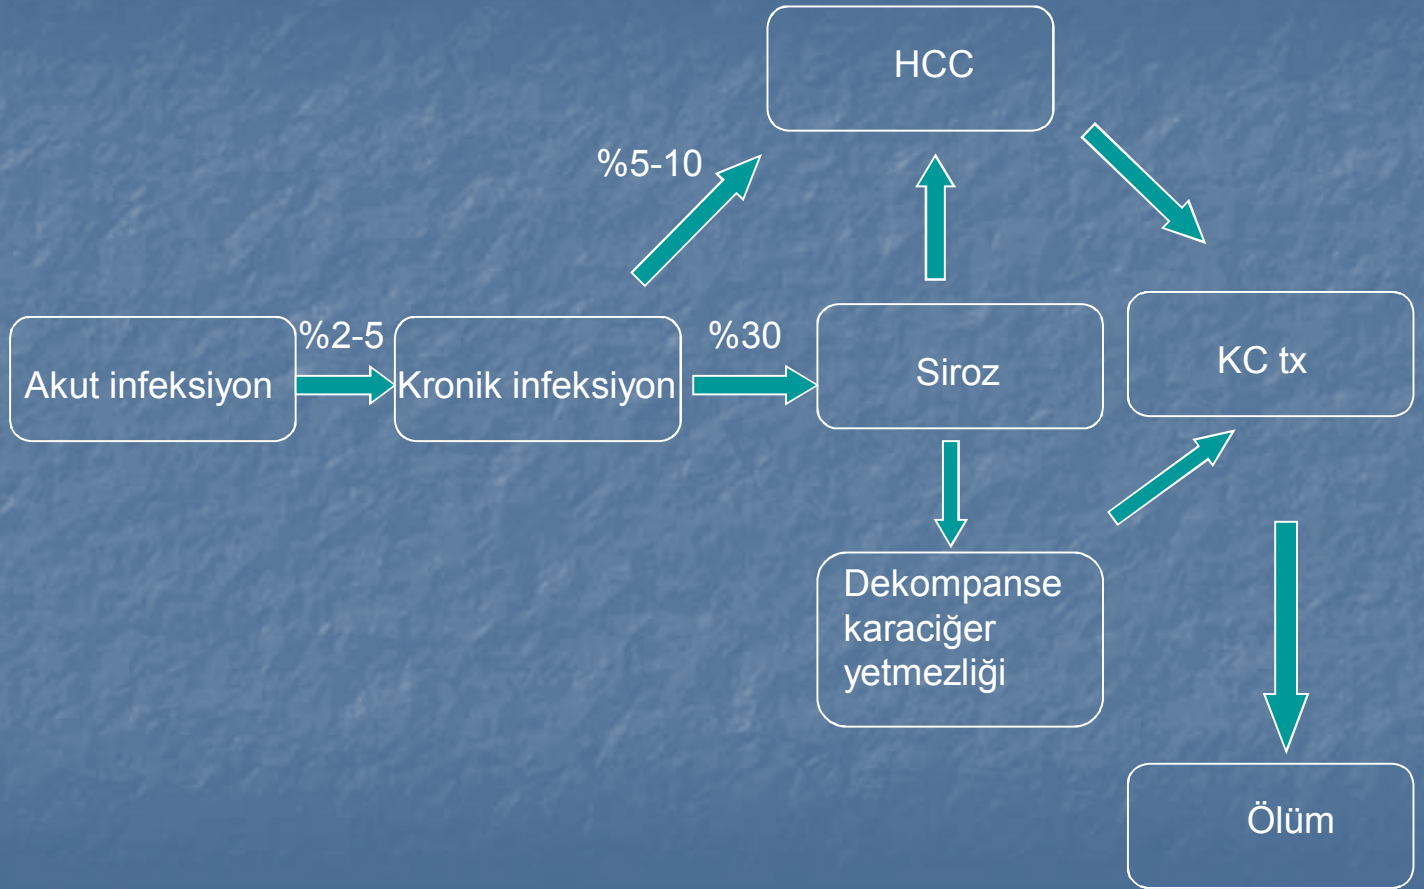 HCC
%5-10
%2-5
%30
Akut infeksiyon
Kronik infeksiyon
Siroz
KC tx
Dekompanse
karaciğer
yetmezliği
Ölüm